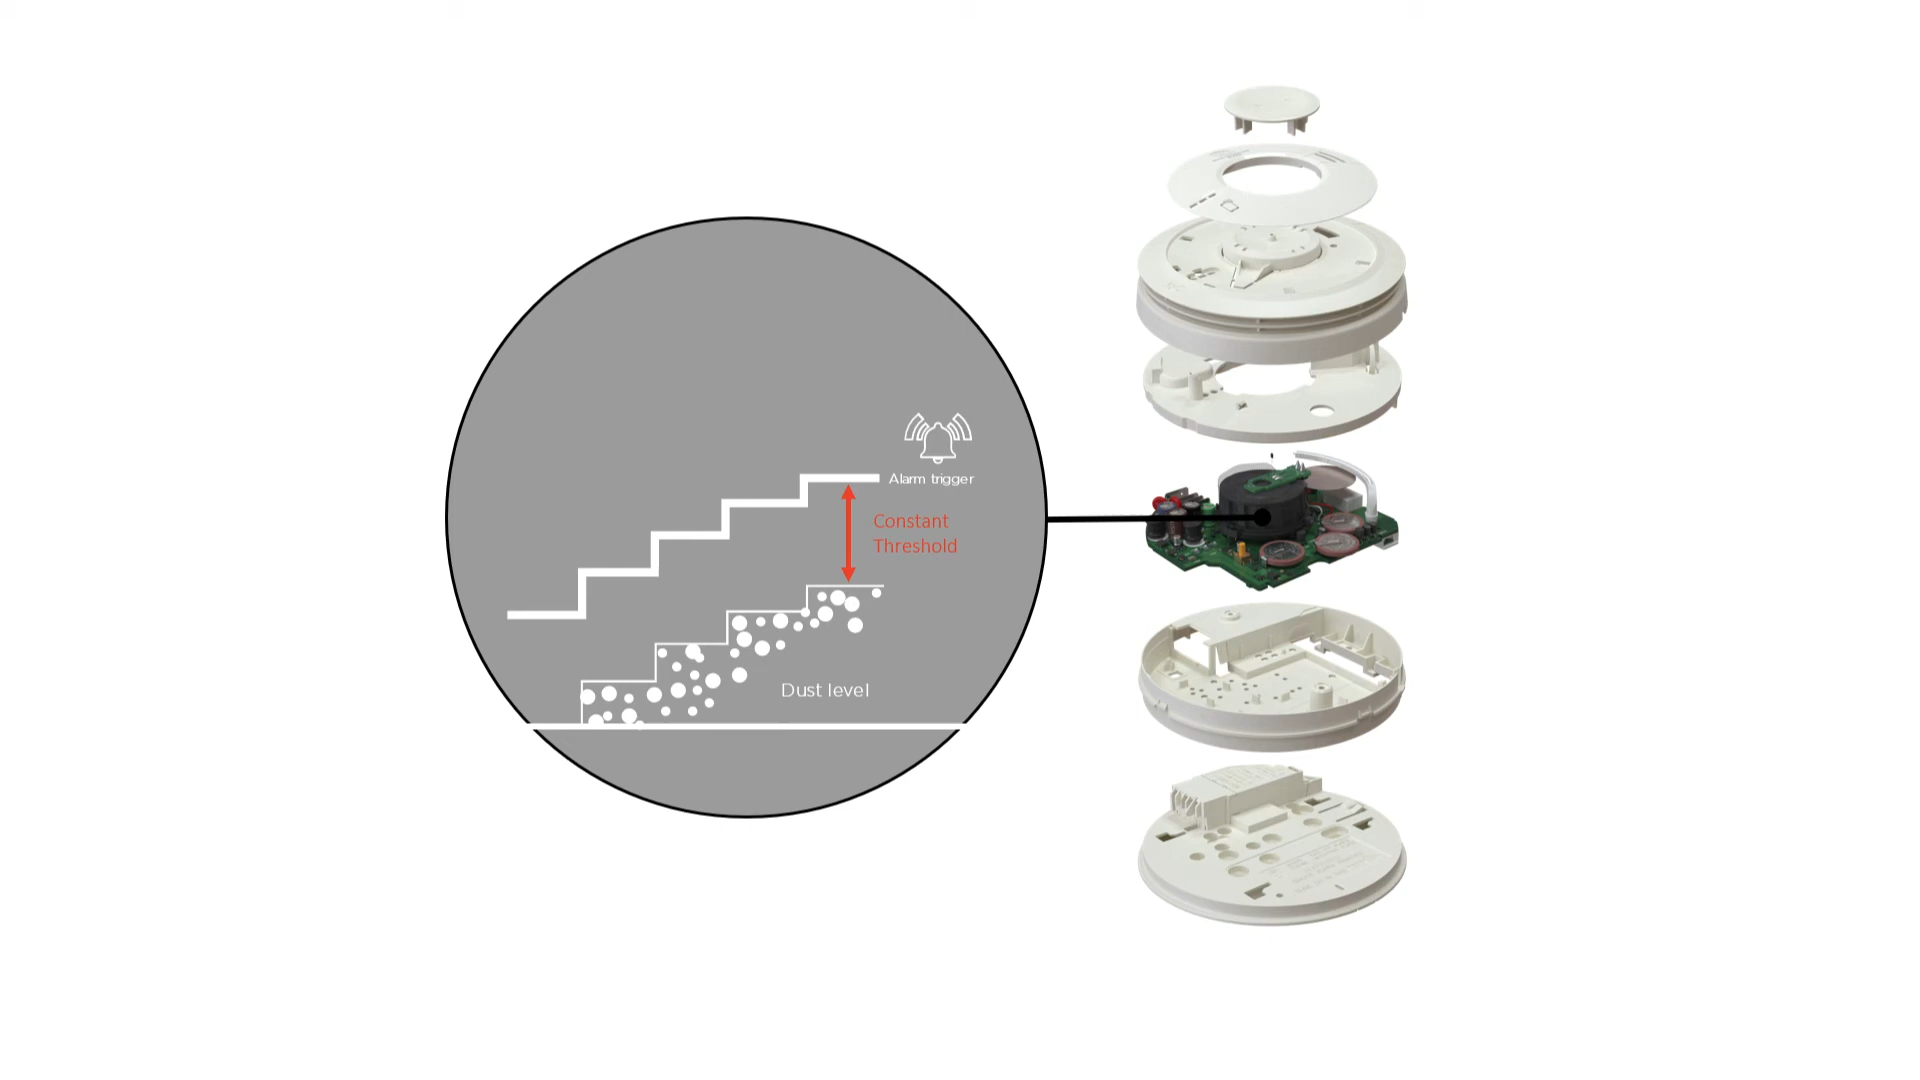 Alarm trigger
Constant
Threshold
Dust level